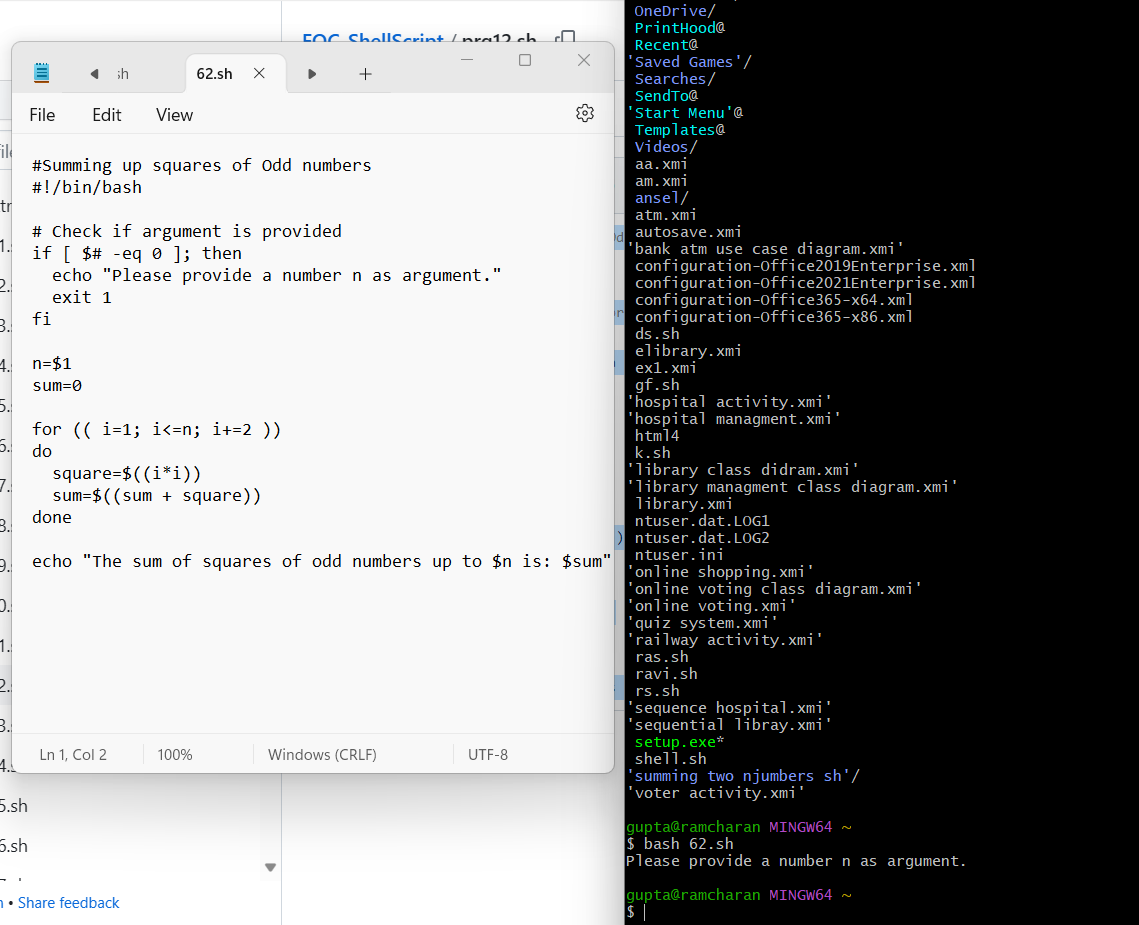 EOC_ShellScript / prg12.sh
62.sh
File Edit View
#Summing up squares of Odd numbers
#!/bin/bash
# Check if argument is provided
if [ $# -eq 0 ]; then
  echo "Please provide a number n as argument."
  exit 1
fi
n=$1
sum=0
for (( i=1; i<=n; i+=2 ))
do
  square=$((i*i))
  sum=$((sum + square))
done
echo "The sum of squares of odd numbers up to $n is: $sum"
Ln 1, Col 2 100% Windows (CRLF) UTF-8
5.sh
6.sh
• Share feedback
OneDrive/
PrintHood@
Recent@
'Saved Games'/
Searches/
SendTo@
'Start Menu'@
Templates@
Videos/
aa.xmi
am.xmi
ansel/
atm.xmi
autosave.xmi
'bank atm use case diagram.xmi'
configuration-Office2019Enterprise.xml
configuration-Office2021Enterprise.xml
configuration-Office365-x64.xml
configuration-Office365-x86.xml
ds.sh
elibrary.xmi
ex1.xmi
gf.sh
'hospital activity.xmi'
'hospital managment.xmi'
html4
k.sh
'library class didram.xmi'
'library managment class diagram.xmi'
library.xmi
ntuser.dat.LOG1
ntuser.dat.LOG2
ntuser.ini
'online shopping.xmi'
'online voting class diagram.xmi'
'online voting.xmi'
'quiz system.xmi'
'railway activity.xmi'
ras.sh
ravi.sh
rs.sh
'sequence hospital.xmi'
'sequential libray.xmi'
setup.exe*
shell.sh
'summing two njumbers sh'/
'voter activity.xmi'
gupta@ramcharan MINGW64 ~
$ bash 62.sh
Please provide a number n as argument.
gupta@ramcharan MINGW64 ~
$